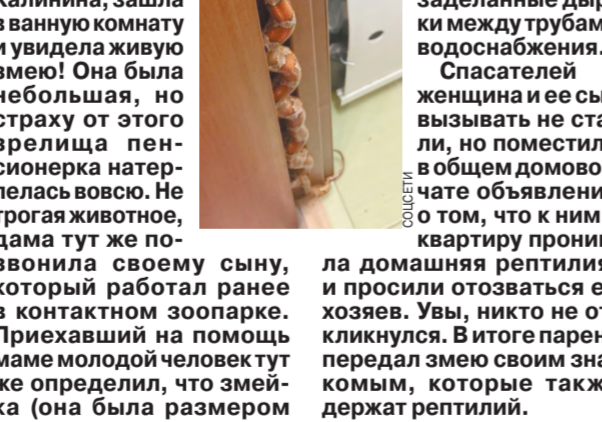 Калинина, зашла
в ванную комнату
и увидела живую
змею! Она была
небольшая, но
страху от этого
зрелища пен-
сионерка натер-
пелась вовсю. Не
трогая животное,
дама тут же по-
звонила своему сыну,
который работал ранее
в контактном зоопарке.
Приехавший на помощь
маме молодой человек тут
же определил, что змей-
ка (она была размером
заделанные дыр
ки между трубам
водоснабжения.
Спасателей
женщина и ее сы
вызывать не ста
ли, но поместил
в общем домово
чате объявлени
о том, что к ним
квартиру проник
ла домашняя рептилия
и просили отозваться е
хозяев. Увы, никто не от
кликнулся. В итоге парен
передал змею своим зна
комым, которые такж
держат рептилий.
СОЦСЕТИ